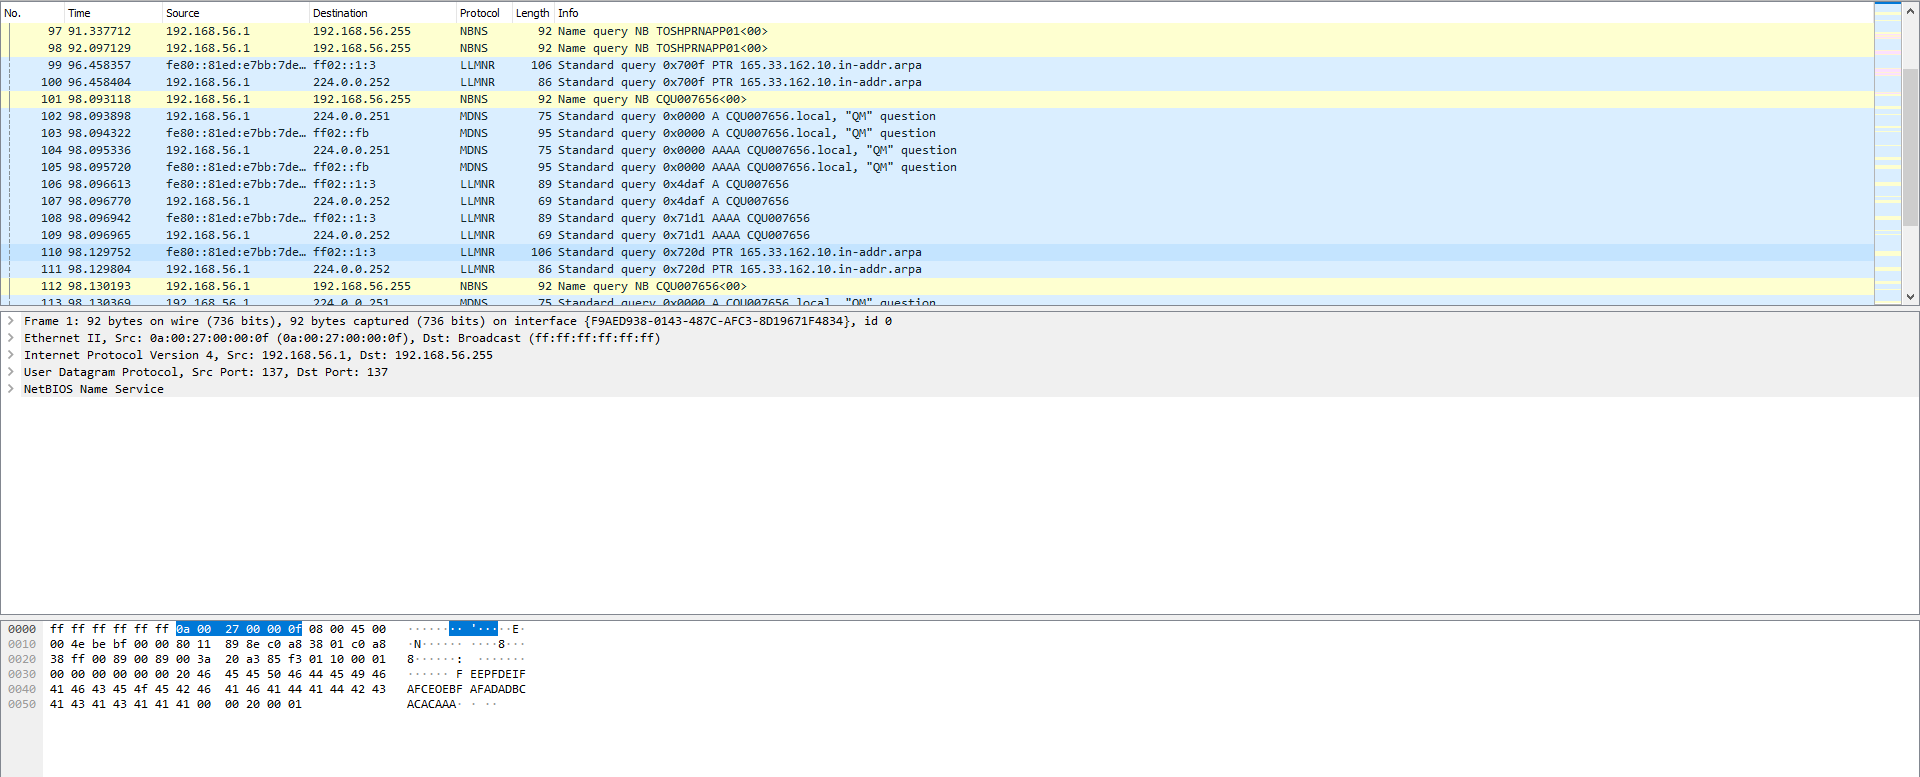 No. Time Source Destination Protocol Length Info
97 91.337712 192.168.56.1 192.168.56.255 NBNS 92 Name query NB TOSHPRNAPP01<00>
98 92.097129 192.168.56.1 192.168.56.255 NBNS 92 Name query NB TOSHPRNAPP01<00>
99 96.458357 fe80::81ed:e7bb:7de… ff02::1:3 LLMNR 106 Standard query 0x700f PTR 165.33.162.10.in-addr.arpa
100 96.458404 192.168.56.1 224.0.0.252 LLMNR 86 Standard query 0x700f PTR 165.33.162.10.in-addr.arpa
101 98.093118 192.168.56.1 192.168.56.255 NBNS 92 Name query NB CQU007656<00>
102 98.093898 192.168.56.1 224.0.0.251 MDNS 75 Standard query 0x0000 A CQU007656.local, "QM" question
103 98.094322 fe80::81ed:e7bb:7de… ff02::fb MDNS 95 Standard query 0x0000 A CQU007656.local, "QM" question
104 98.095336 192.168.56.1 224.0.0.251 MDNS 75 Standard query 0x0000 AAAA CQU007656.local, "QM" question
105 98.095720 fe80::81ed:e7bb:7de… ff02::fb MDNS 95 Standard query 0x0000 AAAA CQU007656.local, "QM" question
106 98.096613 fe80::81ed:e7bb:7de… ff02::1:3 LLMNR 89 Standard query 0x4daf A CQU007656
107 98.096770 192.168.56.1 224.0.0.252 LLMNR 69 Standard query 0x4daf A CQU007656
108 98.096942 fe80::81ed:e7bb:7de… ff02::1:3 LLMNR 89 Standard query 0x71d1 AAAA CQU007656
109 98.096965 192.168.56.1 224.0.0.252 LLMNR 69 Standard query 0x71d1 AAAA CQU007656
110 98.129752 fe80::81ed:e7bb:7de… ff02::1:3 LLMNR 106 Standard query 0x720d PTR 165.33.162.10.in-addr.arpa
111 98.129804 192.168.56.1 224.0.0.252 LLMNR 86 Standard query 0x720d PTR 165.33.162.10.in-addr.arpa
112 98.130193 192.168.56.1 192.168.56.255 NBNS 92 Name query NB CQU007656<00>
113 98.130369 192.168.56.1 224.0.0.251 MDNS 75 Standard query 0x0000 A CQU007656.local, "QM" question
Frame 1: 92 bytes on wire (736 bits), 92 bytes captured (736 bits) on interface {F9AED938-0143-487C-AFC3-8D19671F4834}, id 0
Ethernet II, Src: 0a:00:27:00:00:0f (0a:00:27:00:00:0f), Dst: Broadcast (ff:ff:ff:ff:ff:ff)
Internet Protocol Version 4, Src: 192.168.56.1, Dst: 192.168.56.255
User Datagram Protocol, Src Port: 137, Dst Port: 137
NetBIOS Name Service
0000 ff ff ff ff ff ff 0a 00 27 00 00 0f 08 00 45 00 ········ '·····E·
0010 00 4e be bf 00 00 80 11 89 8e c0 a8 38 01 c0 a8 ·N······ ····8···
0020 38 ff 00 89 00 89 00 3a 20 a3 85 f3 01 10 00 01 8······: ·······
0030 00 00 00 00 00 00 20 46 45 45 50 46 44 45 49 46 ······ F EEPFDEIF
0040 41 46 43 45 4f 45 42 46 41 46 41 44 41 44 42 43 AFCEOEBF AFADADBC
0050 41 43 41 43 41 41 41 00 00 20 00 01 ACACAAA· · ··